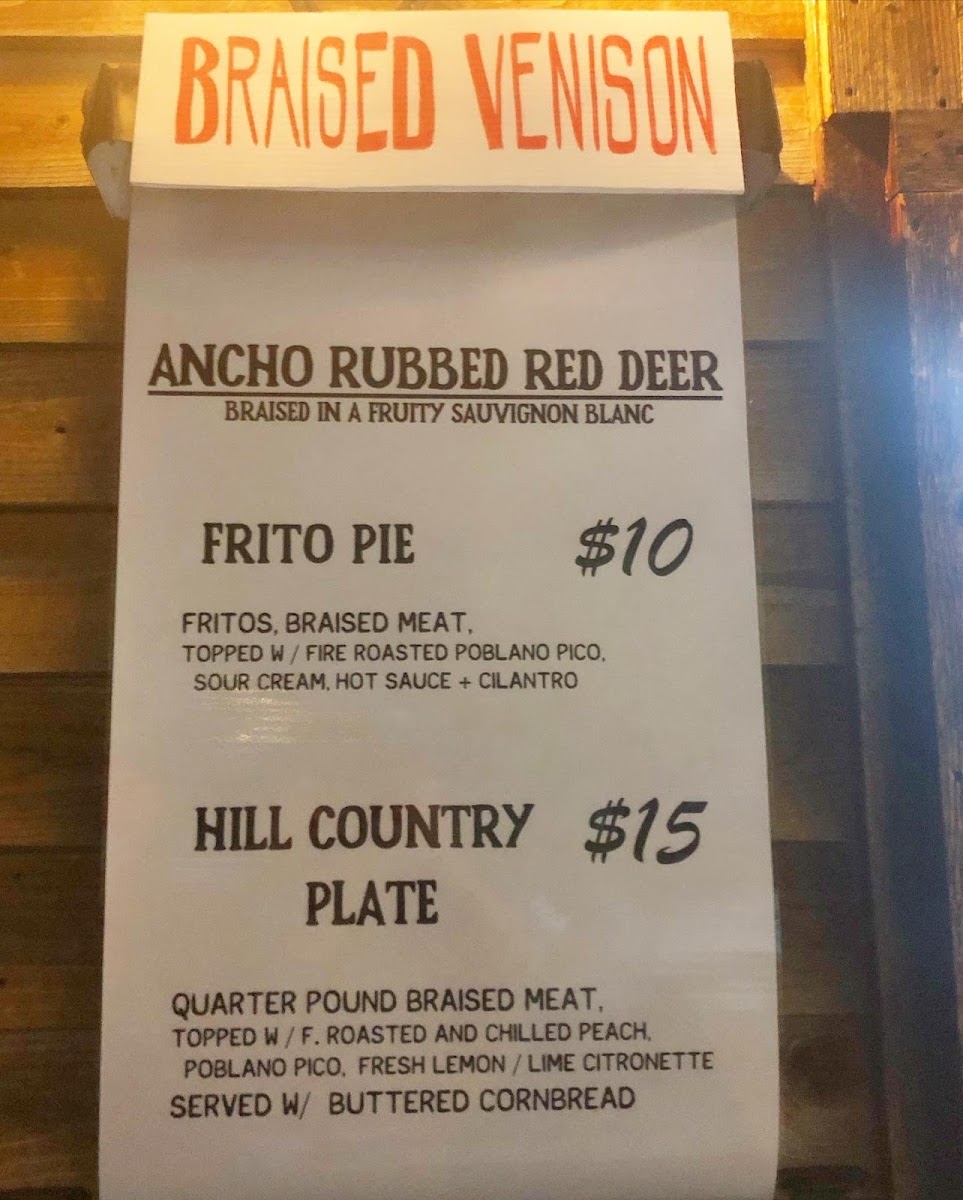 BRAISED VENISON
ANCHO RUBBED RED DEER
BRAISED IN A FRUITY SAUVIGNON BLANC
FRITO PIE $10
FRITOS, BRAISED MEAT,
TOPPED W / FIRE ROASTED POBLANO PICO,
SOUR CREAM, HOT SAUCE + CILANTRO
HILL COUNTRY $15
PLATE
QUARTER POUND BRAISED MEAT,
TOPPED W / F. ROASTED AND CHILLED PEACH,
POBLANO PICO, FRESH LEMON / LIME CITRONETTE
SERVED W/ BUTTERED CORNBREAD